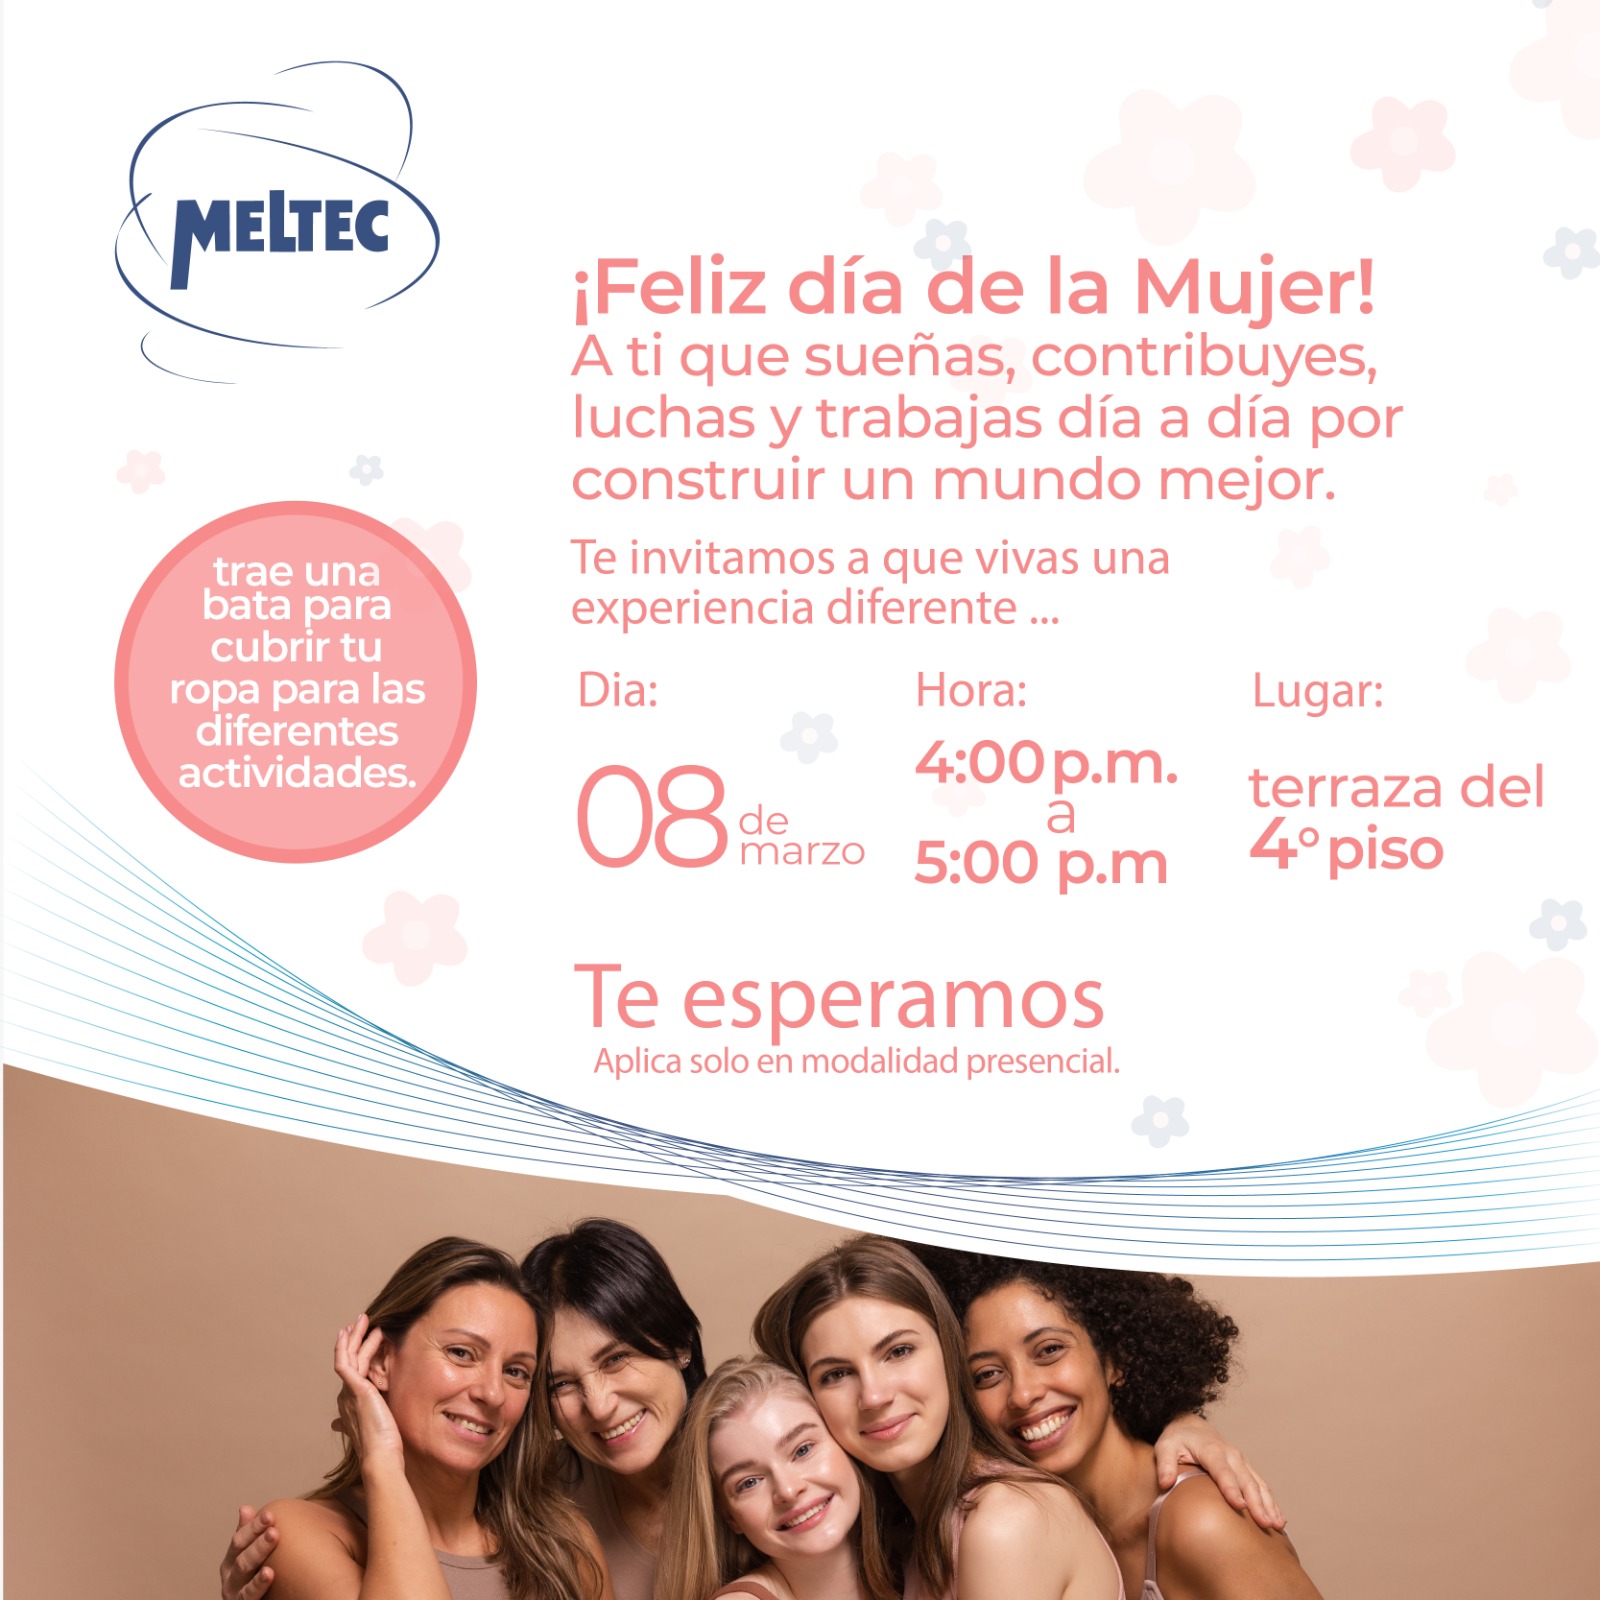 MELTEC
¡Feliz día de la Mujer!
A ti que sueñas, contribuyes,
luchas y trabajas día a día por
construir un mundo mejor.
Te invitamos a que vivas una
experiencia diferente ...
trae una
bata para
cubrir tu
ropa para las
diferentes
actividades.
Dia:
08 de
marzo
Hora:
4:00 p.m.
a
5:00 p.m
Lugar:
terraza del
4° piso
Te esperamos
Aplica solo en modalidad presencial.